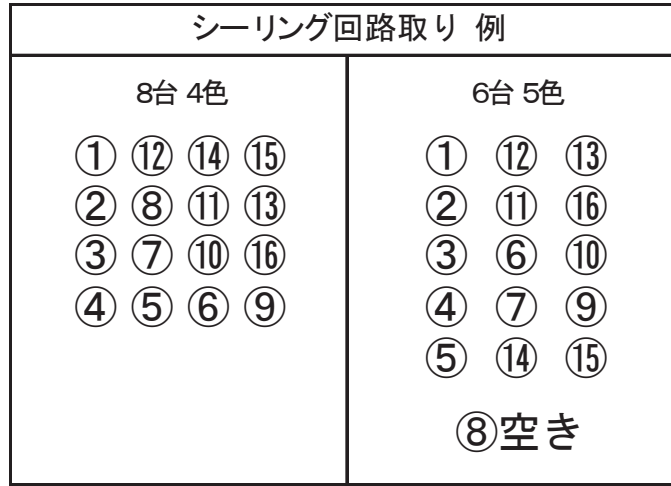 シーリング回路取り 例
8台 4色
① ⑫ ⑭ ⑮
② ⑧ ⑪ ⑬
③ ⑦ ⑩ ⑯
④ ⑤ ⑥ ⑨
6台 5色
① ⑫ ⑬
② ⑪ ⑯
③ ⑥ ⑩
④ ⑦ ⑨
⑤ ⑭ ⑮
⑧空き